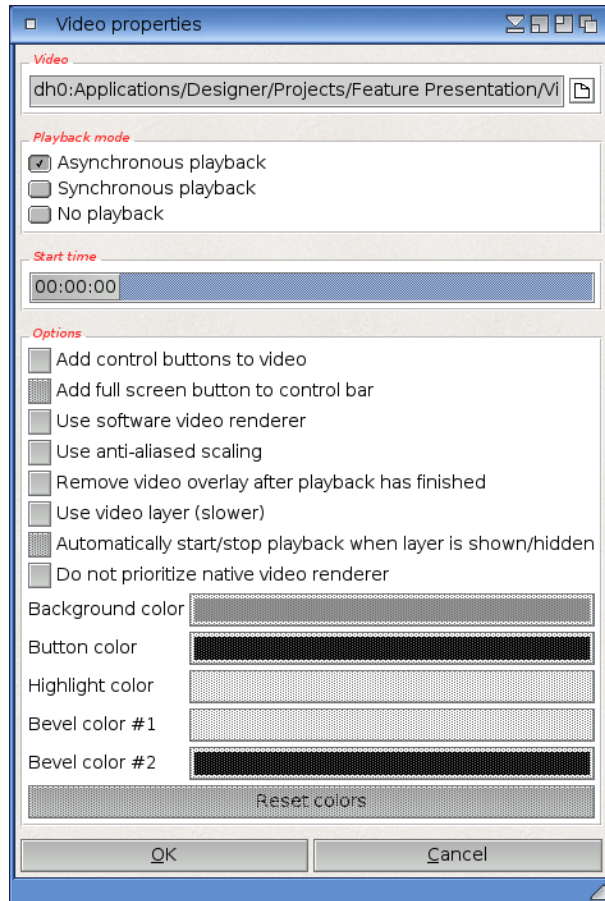 Video properties
Video
dh0:Applications/Designer/Projects/Feature Presentation/Vi
Playback mode
Asynchronous playback
Synchronous playback
No playback
Start time
00:00:00
Options
Add control buttons to video
Add full screen button to control bar
Use software video renderer
Use anti-aliased scaling
Remove video overlay after playback has finished
Use video layer (slower)
Automatically start/stop playback when layer is shown/hidden
Do not prioritize native video renderer
Background color
Button color
Highlight color
Bevel color #1
Bevel color #2
Reset colors
OK Cancel